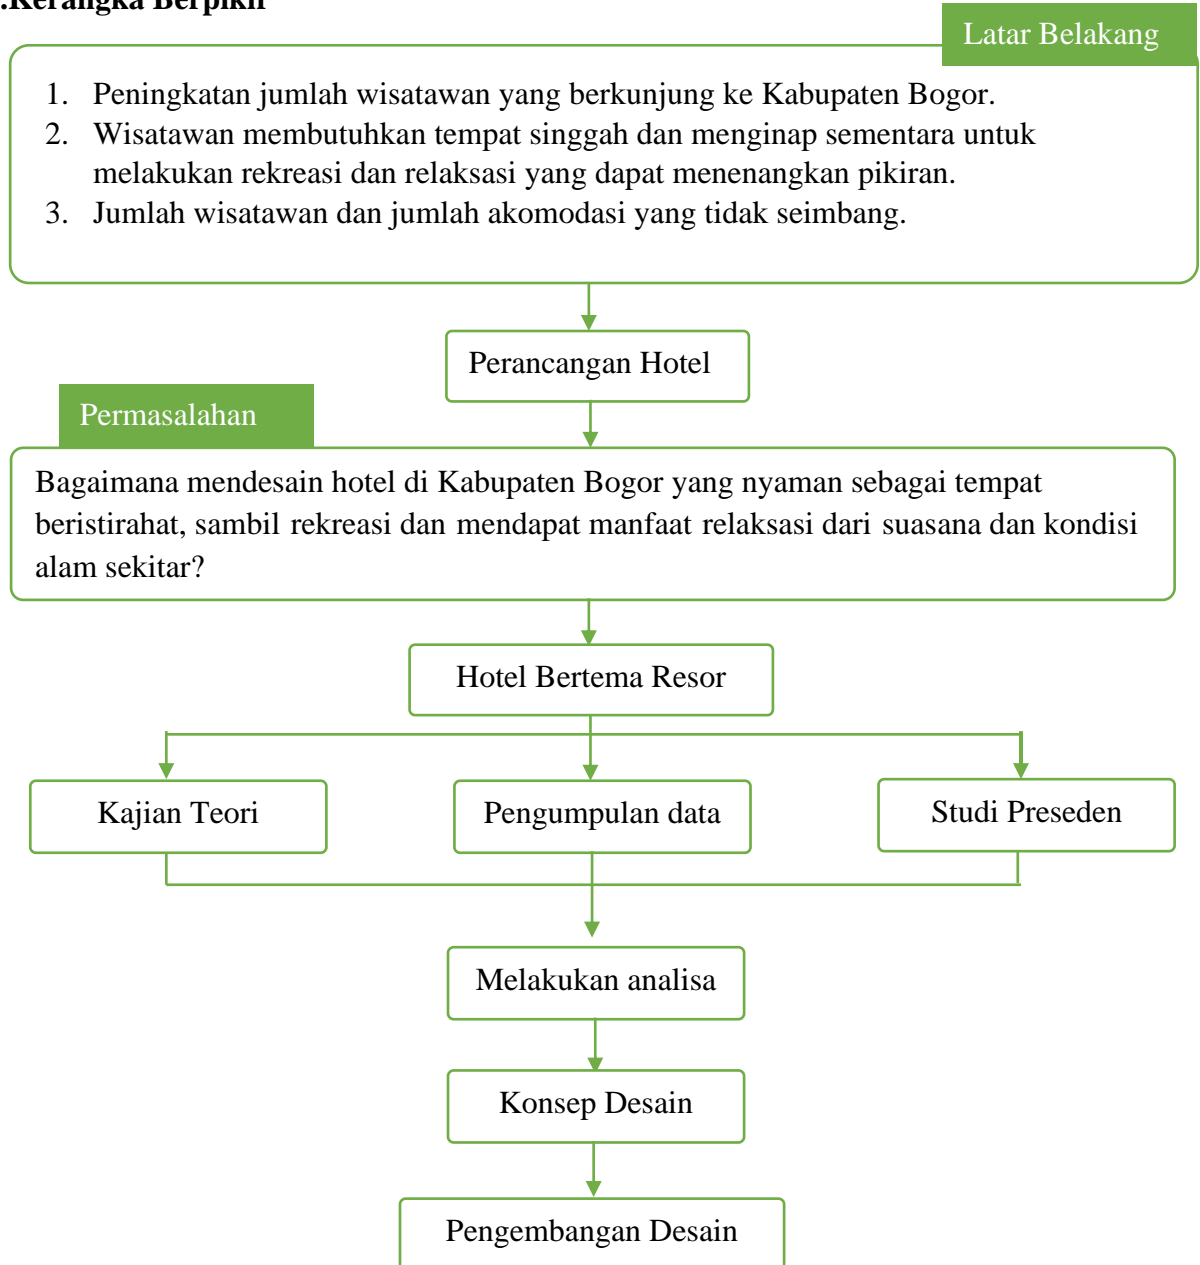 .Kerangka Berpikir
Latar Belakang
1. Peningkatan jumlah wisatawan yang berkunjung ke Kabupaten Bogor.
2. Wisatawan membutuhkan tempat singgah dan menginap sementara untuk
melakukan rekreasi dan relaksasi yang dapat menenangkan pikiran.
3. Jumlah wisatawan dan jumlah akomodasi yang tidak seimbang.
Perancangan Hotel
Permasalahan
Bagaimana mendesain hotel di Kabupaten Bogor yang nyaman sebagai tempat
beristirahat, sambil rekreasi dan mendapat manfaat relaksasi dari suasana dan kondisi
alam sekitar?
Hotel Bertema Resor
Kajian Teori
Pengumpulan data
Studi Preseden
Melakukan analisa
Konsep Desain
Pengembangan Desain